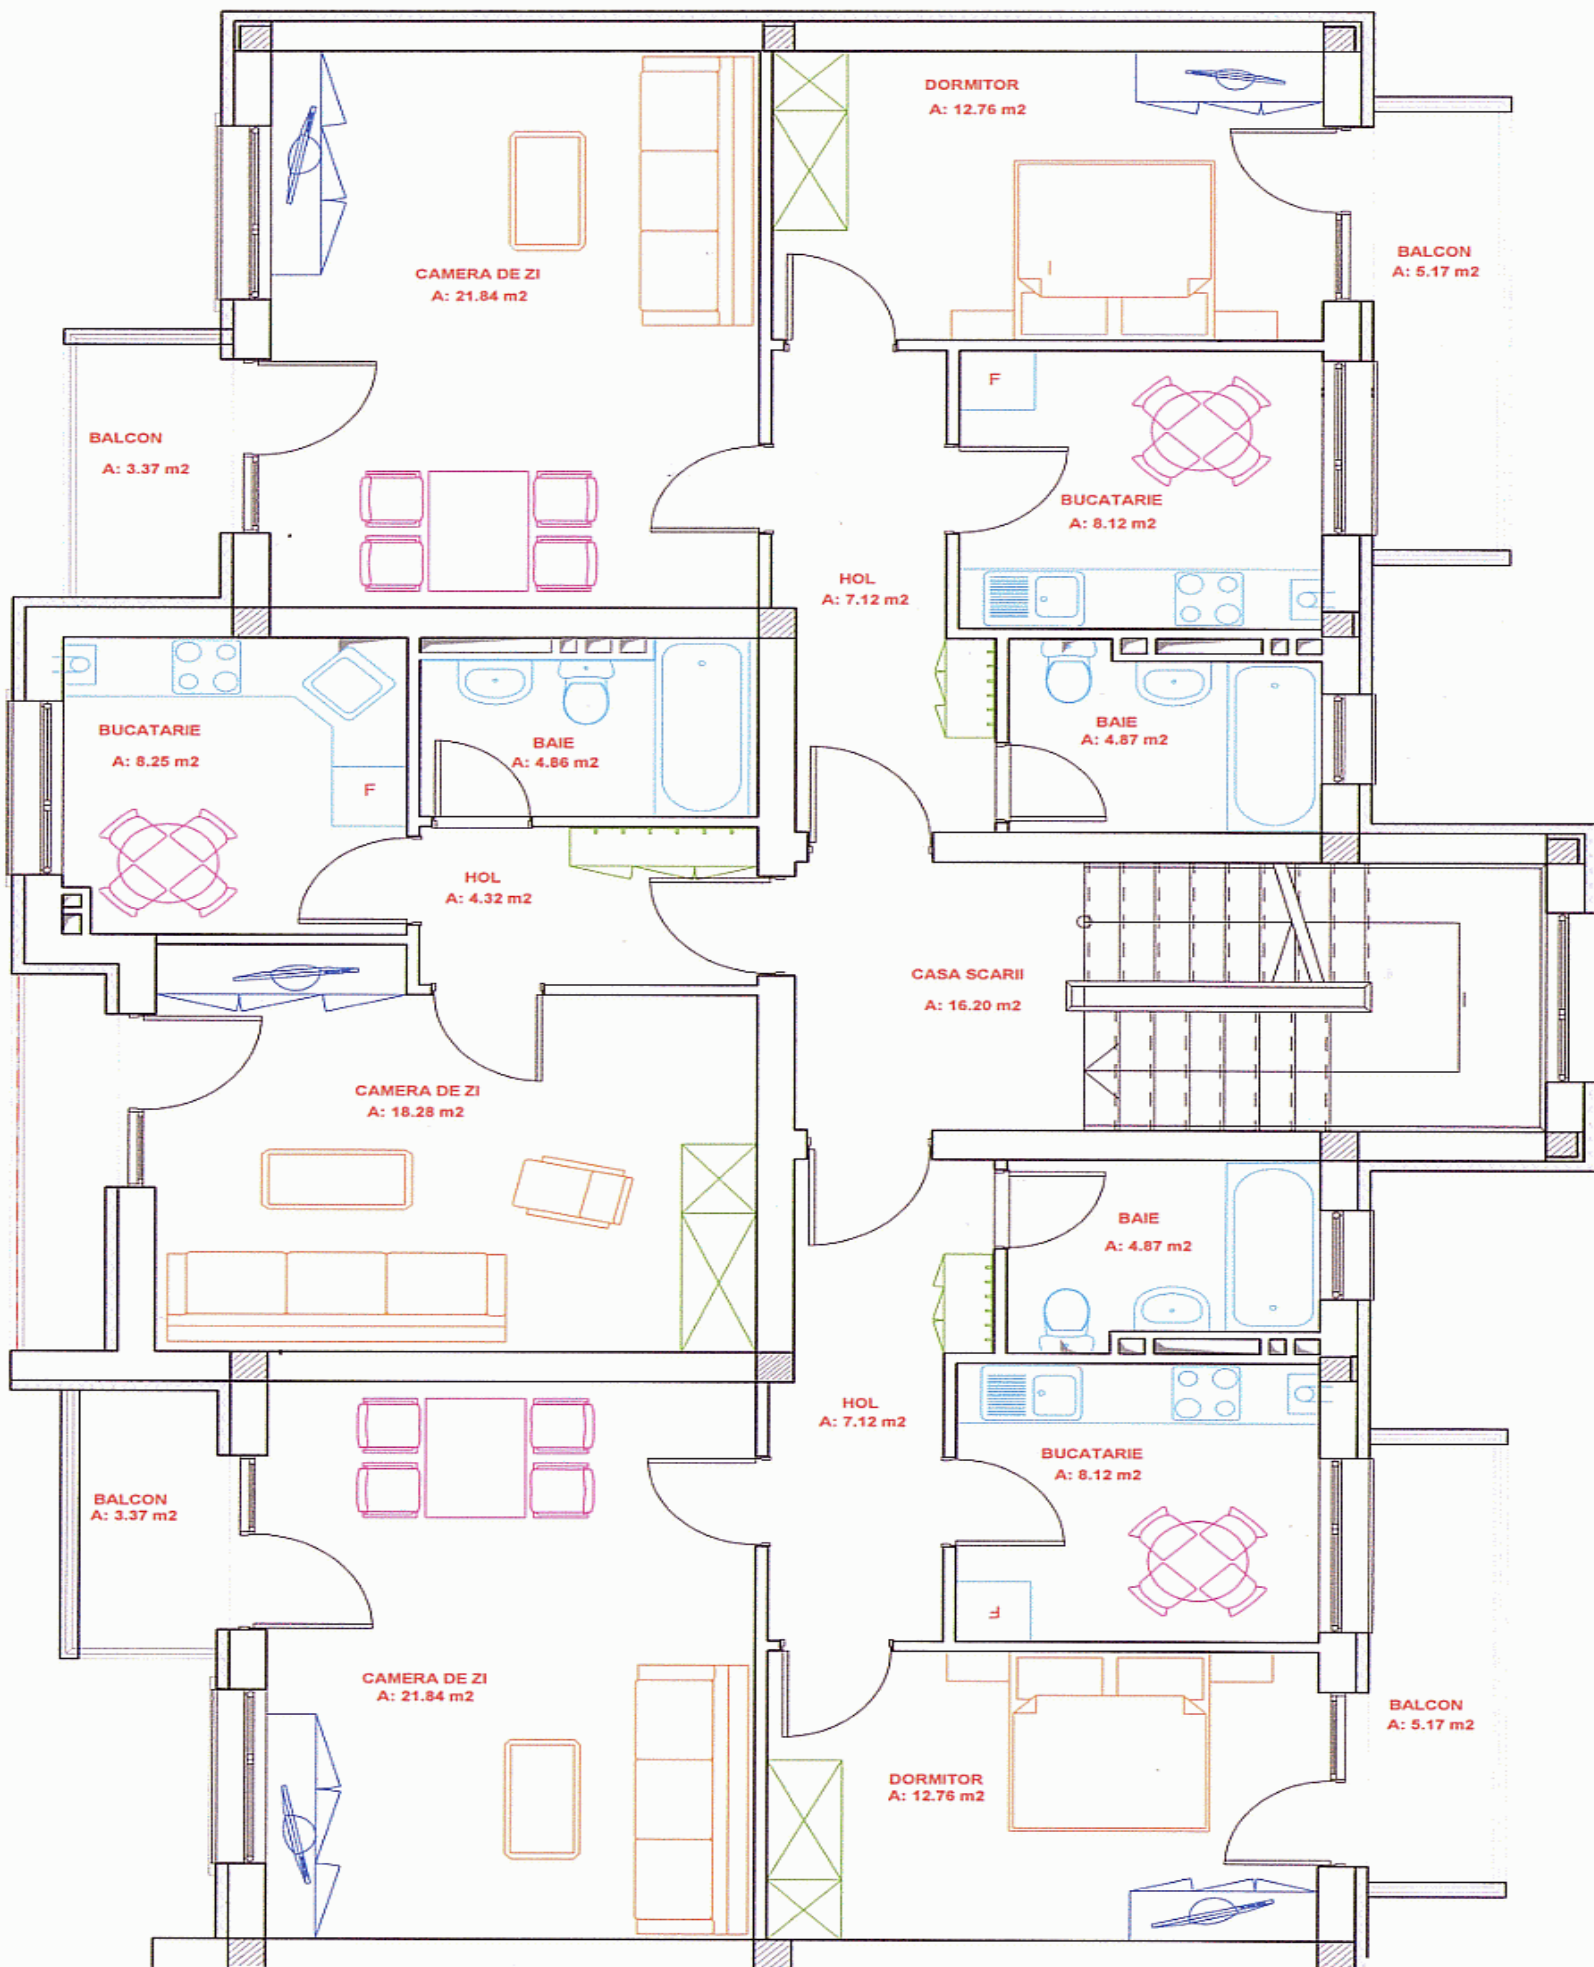 DORMITOR
A: 12.76 m2
BALCON
A: 5.17 m2
CAMERA DE ZI
A: 21.84 m2
F
BALCON
A: 3.37 m2
BUCATARIE
A: 8.12 m2
HOL
A: 7.12 m2
BUCATARIE
A: 8.25 m2
F
BAIE
A: 4.86 m2
BAIE
A: 4.87 m2
HOL
A: 4.32 m2
CASA SCARII
A: 16.20 m2
CAMERA DE ZI
A: 18.28 m2
BAIE
A: 4.87 m2
HOL
A: 7.12 m2
BUCATARIE
A: 8.12 m2
BALCON
A: 3.37 m2
F
CAMERA DE ZI
A: 21.84 m2
BALCON
A: 5.17 m2
DORMITOR
A: 12.76 m2